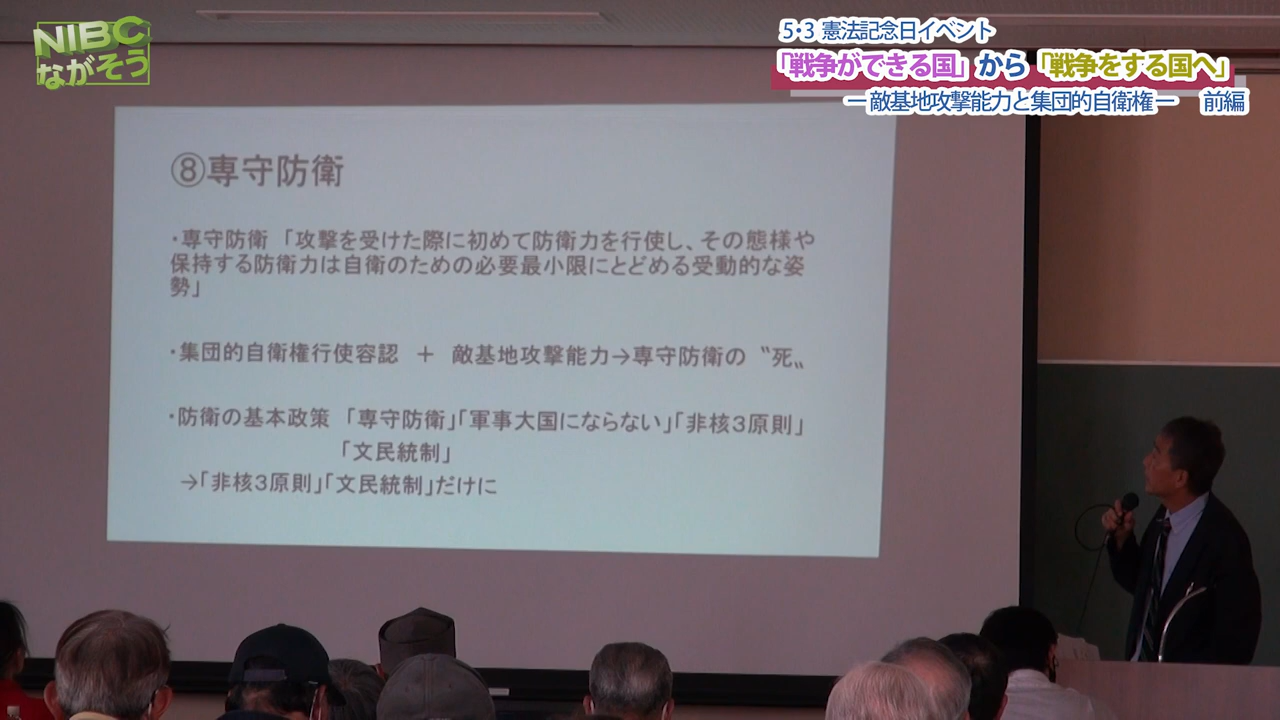 NIBC
ながそう
5・3 憲法記念日イベント
「戦争ができる国」から「戦争をする国へ」
ー敵基地攻撃能力と集団的自衛権ー 前編
⑧専守防衛
・専守防衛 「攻撃を受けた際に初めて防衛力を行使し、その態様や
保持する防衛力は自衛のための必要最小限にとどめる受動的な姿
勢」
・集団的自衛権行使容認 ＋ 敵基地攻撃能力→専守防衛の〝死〟
・防衛の基本政策 「専守防衛」「軍事大国にならない」「非核３原則」
「文民統制」
→「非核３原則」「文民統制」だけに